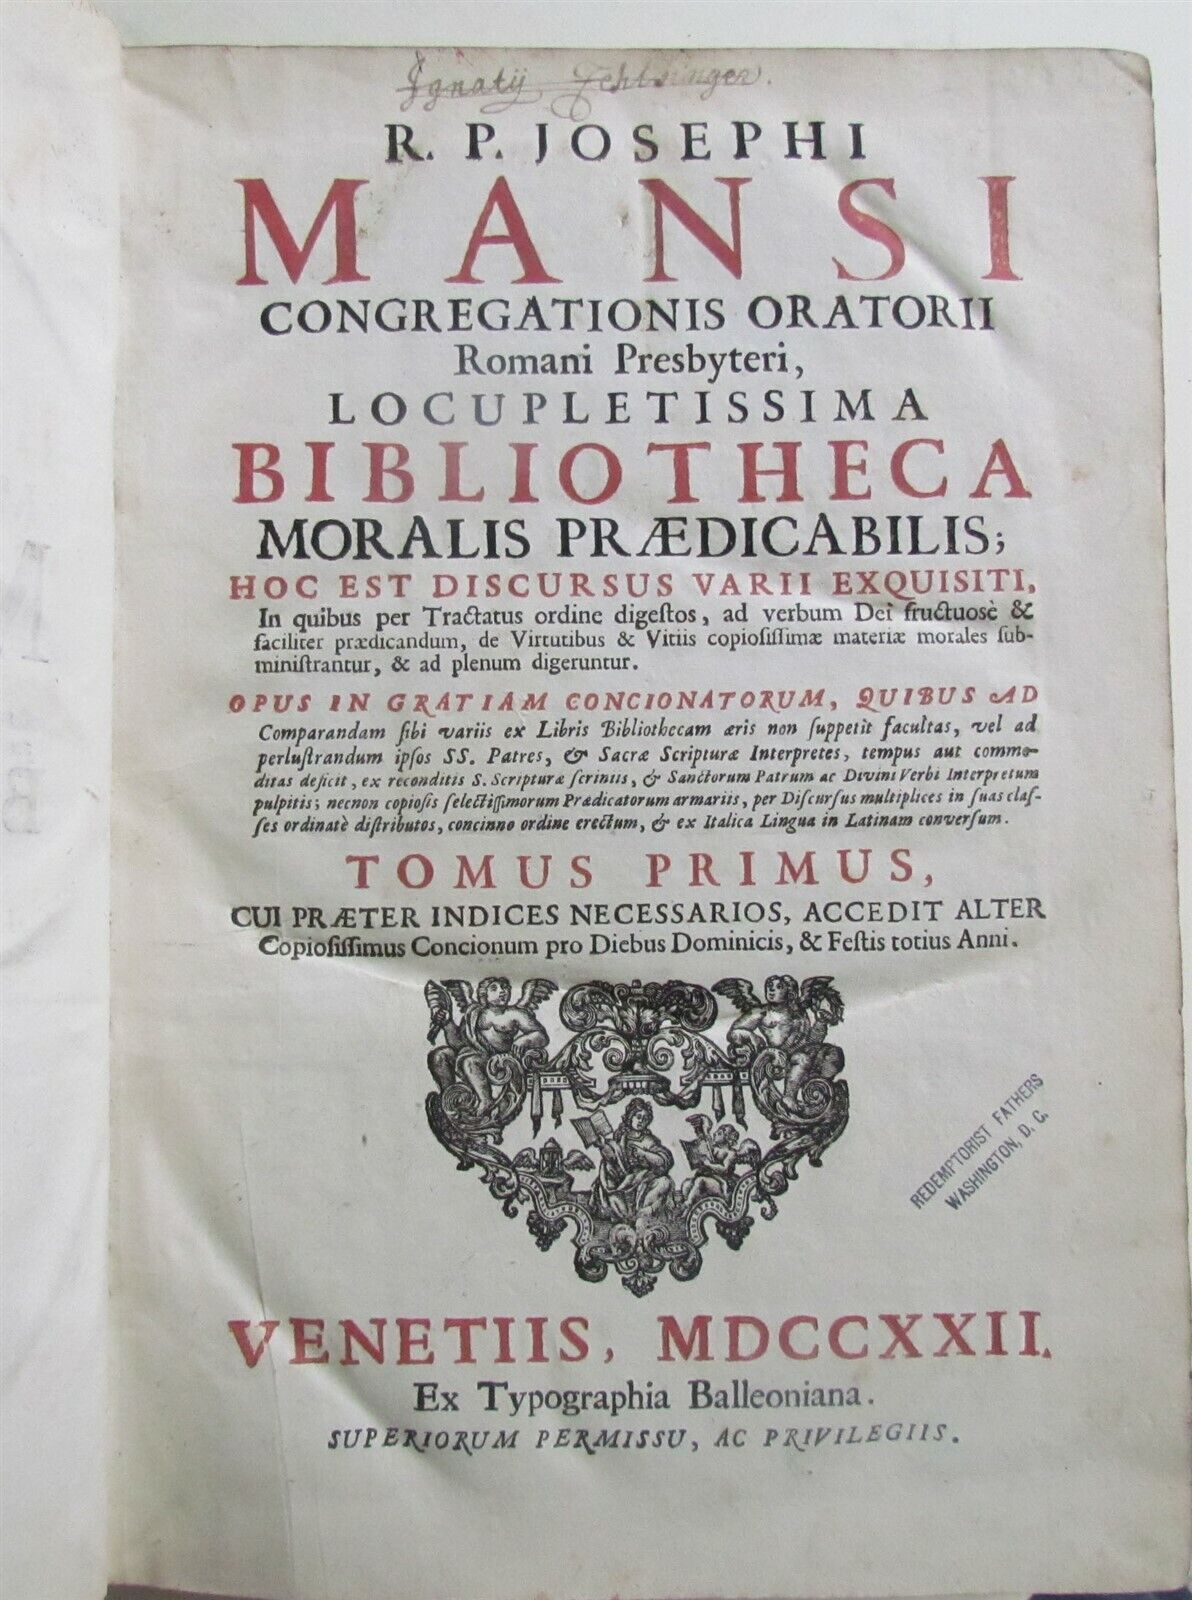 Ignatij Fehlsinger.
R. P. JOSEPHI
MANSI
CONGREGATIONIS ORATORII
Romani Presbyteri,
LOCUPLETISSIMA
BIBLIOTHECA
MORALIS PRÆDICABILIS;
HOC EST DISCURSUS VARII EXQUISITI,
In quibus per Tractatus ordine digeſtos, ad verbum Dei fructuosè &
faciliter prædicandum, de Virtutibus & Vitiis copioſiſſimæ materiæ morales ſub-
miniſtrantur, & ad plenum digeruntur.
OPUS IN GRATIAM CONCIONATORUM, QUIBUS AD
Comparandam ſibi variis ex Libris Bibliothecam æris non ſuppetit facultas, vel ad
perluſtrandum ipſos SS. Patres, & Sacræ Scripturæ Interpretes, tempus aut commo-
ditas deficit, ex reconditis S. Scripturæ ſcriniis, & Sanctorum Patrum ac Divini Verbi Interpretum
pulpitis; necnon copioſis ſelectiſſimorum Prædicatorum armariis, per Diſcurſus multiplices in ſuas claſ-
ſes ordinatè diſtributos, concinno ordine erectum, & ex Italica Lingua in Latinam converſum.
TOMUS PRIMUS,
CUI PRÆTER INDICES NECESSARIOS, ACCEDIT ALTER
Copioſiſſimus Concionum pro Diebus Dominicis, & Feſtis totius Anni.
REDEMPTORIST FATHERS
WASHINGTON, D. C.
VENETIIS, MDCCXXII.
Ex Typographia Balleoniana.
SUPERIORUM PERMISSU, AC PRIVILEGIIS.